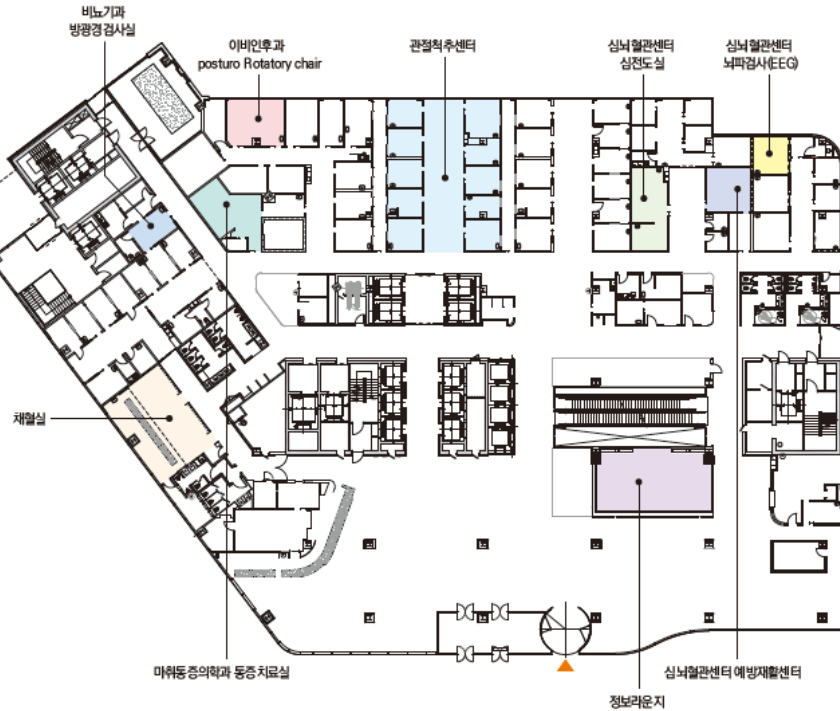 비뇨기과
방광경검사실
이비인후과
posturo Rotatory chair
관절척추센터
심뇌혈관센터
심전도실
심뇌혈관센터
뇌파검사(EEG)
채혈실
마취통증의학과 통증치료실
심뇌혈관센터 예방재활센터
정보라운지